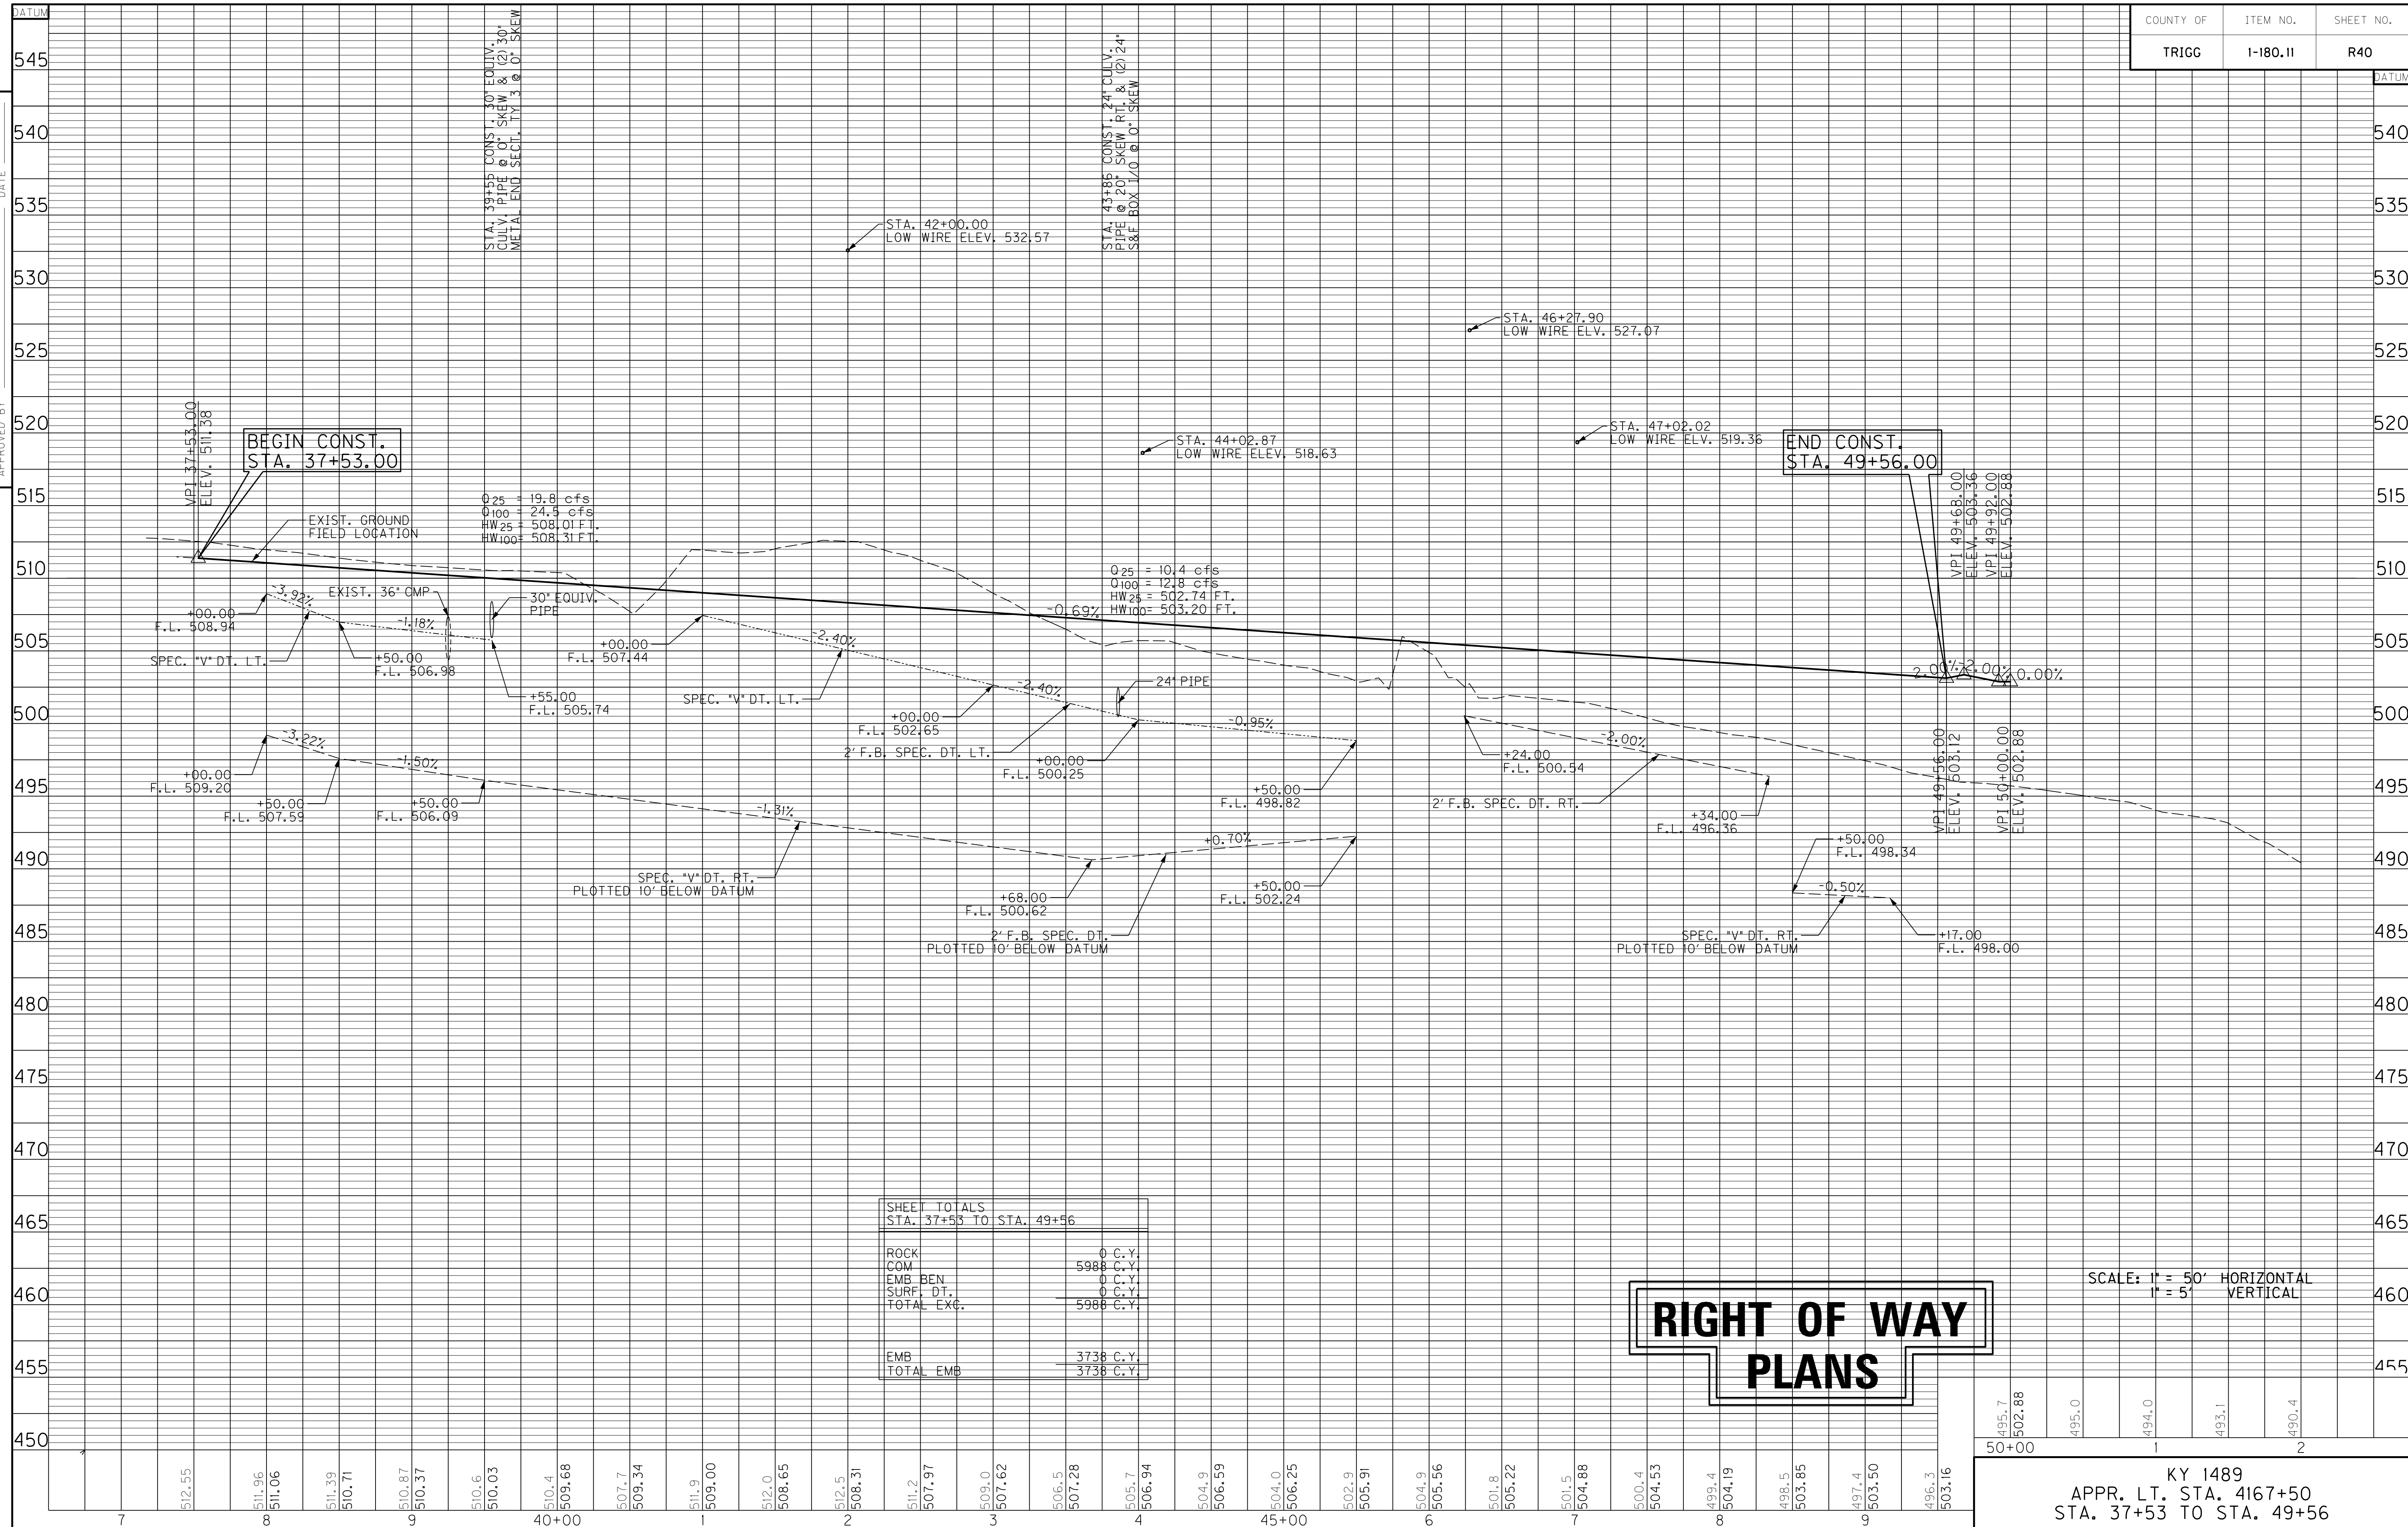 DATUM
COUNTY OF
ITEM NO.
SHEET NO.
TRIGG
1-180.11
R40
DATUM
APPROVED BY
DATE
545
540
535
530
525
520
515
510
505
500
495
490
485
480
475
470
465
460
455
450
540
535
530
525
520
515
510
505
500
495
490
485
480
475
470
465
460
455
STA. 39+55 CONST. 30" EQUIV.
CULV. PIPE @ 0° SKEW & (2) 30"
METAL END SECT. TY 3 @ 0° SKEW
STA. 43+86 CONST. 24" CULV.
PIPE @ 20° SKEW RT. & (2) 24"
S&F BOX I/O @ 0° SKEW
STA. 42+00.00
LOW WIRE ELEV. 532.57
STA. 46+27.90
LOW WIRE ELV. 527.07
STA. 44+02.87
LOW WIRE ELEV. 518.63
STA. 47+02.02
LOW WIRE ELV. 519.36
VPI 37+53.00
ELEV. 511.38
BEGIN CONST.
STA. 37+53.00
END CONST.
STA. 49+56.00
VPI 49+68.00
ELEV. 503.36
VPI 49+92.00
ELEV. 502.88
EXIST. GROUND
FIELD LOCATION
Q25 = 19.8 cfs
Q100 = 24.5 cfs
HW25 = 508.01 FT.
HW100= 508.31 FT.
Q25 = 10.4 cfs
Q100 = 12.8 cfs
HW25 = 502.74 FT.
HW100= 503.20 FT.
-3.92%
EXIST. 36" CMP
30" EQUIV.
PIPE
+00.00
F.L. 508.94
-1.18%
SPEC. "V" DT. LT.
+50.00
F.L. 506.98
+55.00
F.L. 505.74
+00.00
F.L. 507.44
-2.40%
-0.69%
SPEC. "V" DT. LT.
-2.40%
24" PIPE
+00.00
F.L. 502.65
2' F.B. SPEC. DT. LT.
+00.00
F.L. 500.25
-0.95%
+50.00
F.L. 498.82
2.00%
-2.00%
0.00%
-3.22%
+00.00
F.L. 509.20
-1.50%
+50.00
F.L. 507.59
+50.00
F.L. 506.09
-1.31%
SPEC. "V" DT. RT.
PLOTTED 10' BELOW DATUM
+68.00
F.L. 500.62
+0.70%
+50.00
F.L. 502.24
2' F.B. SPEC. DT.
PLOTTED 10' BELOW DATUM
+24.00
F.L. 500.54
-2.00%
2' F.B. SPEC. DT. RT.
+34.00
F.L. 496.36
VPI 49+56.00
ELEV. 503.12
VPI 50+00.00
ELEV. 502.88
+50.00
F.L. 498.34
-0.50%
SPEC. "V" DT. RT.
PLOTTED 10' BELOW DATUM
+17.00
F.L. 498.00
SHEET TOTALS
STA. 37+53 TO STA. 49+56
ROCK 0 C.Y.
COM 5988 C.Y.
EMB BEN 0 C.Y.
SURF. DT. 0 C.Y.
TOTAL EXC. 5988 C.Y.
EMB 3738 C.Y.
TOTAL EMB 3738 C.Y.
RIGHT OF WAY
PLANS
SCALE: 1" = 50' HORIZONTAL
1" = 5' VERTICAL
495.7
502.88
495.0
494.0
493.1
490.4
50+00 1 2
512.55
511.96
511.06
511.39
510.71
510.87
510.37
510.6
510.03
510.4
509.68
507.7
509.34
511.9
509.00
512.0
508.65
512.5
508.31
511.2
507.97
509.0
507.62
506.5
507.28
505.7
506.94
504.9
506.59
504.0
506.25
502.9
505.91
504.9
505.56
501.8
505.22
501.5
504.88
500.4
504.53
499.4
504.19
498.5
503.85
497.4
503.50
496.3
503.16
7 8 9 40+00 1 2 3 4 45+00 6 7 8 9
KY 1489
APPR. LT. STA. 4167+50
STA. 37+53 TO STA. 49+56